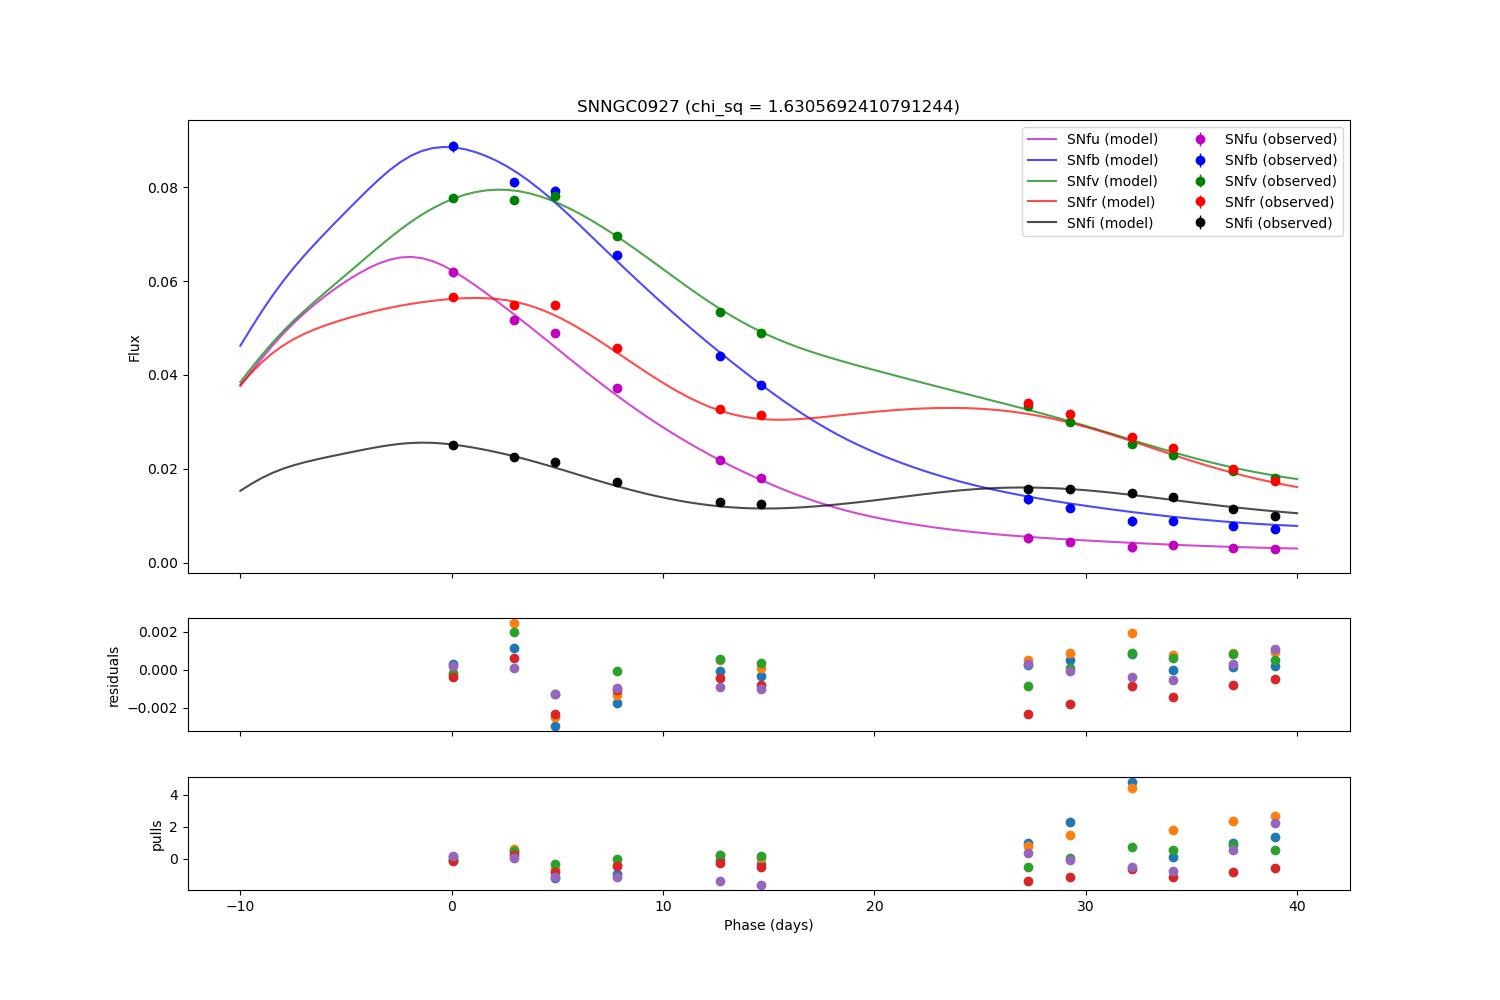 SNNGC0927 (chi_sq = 1.6305692410791244)
SNfu (model)
SNfb (model)
SNfv (model)
SNfr (model)
SNfi (model)
SNfu (observed)
SNfb (observed)
SNfv (observed)
SNfr (observed)
SNfi (observed)
Flux
0.08
0.06
0.04
0.02
0.00
residuals
0.002
0.000
−0.002
pulls
4
2
0
−10
0
10
20
30
40
Phase (days)